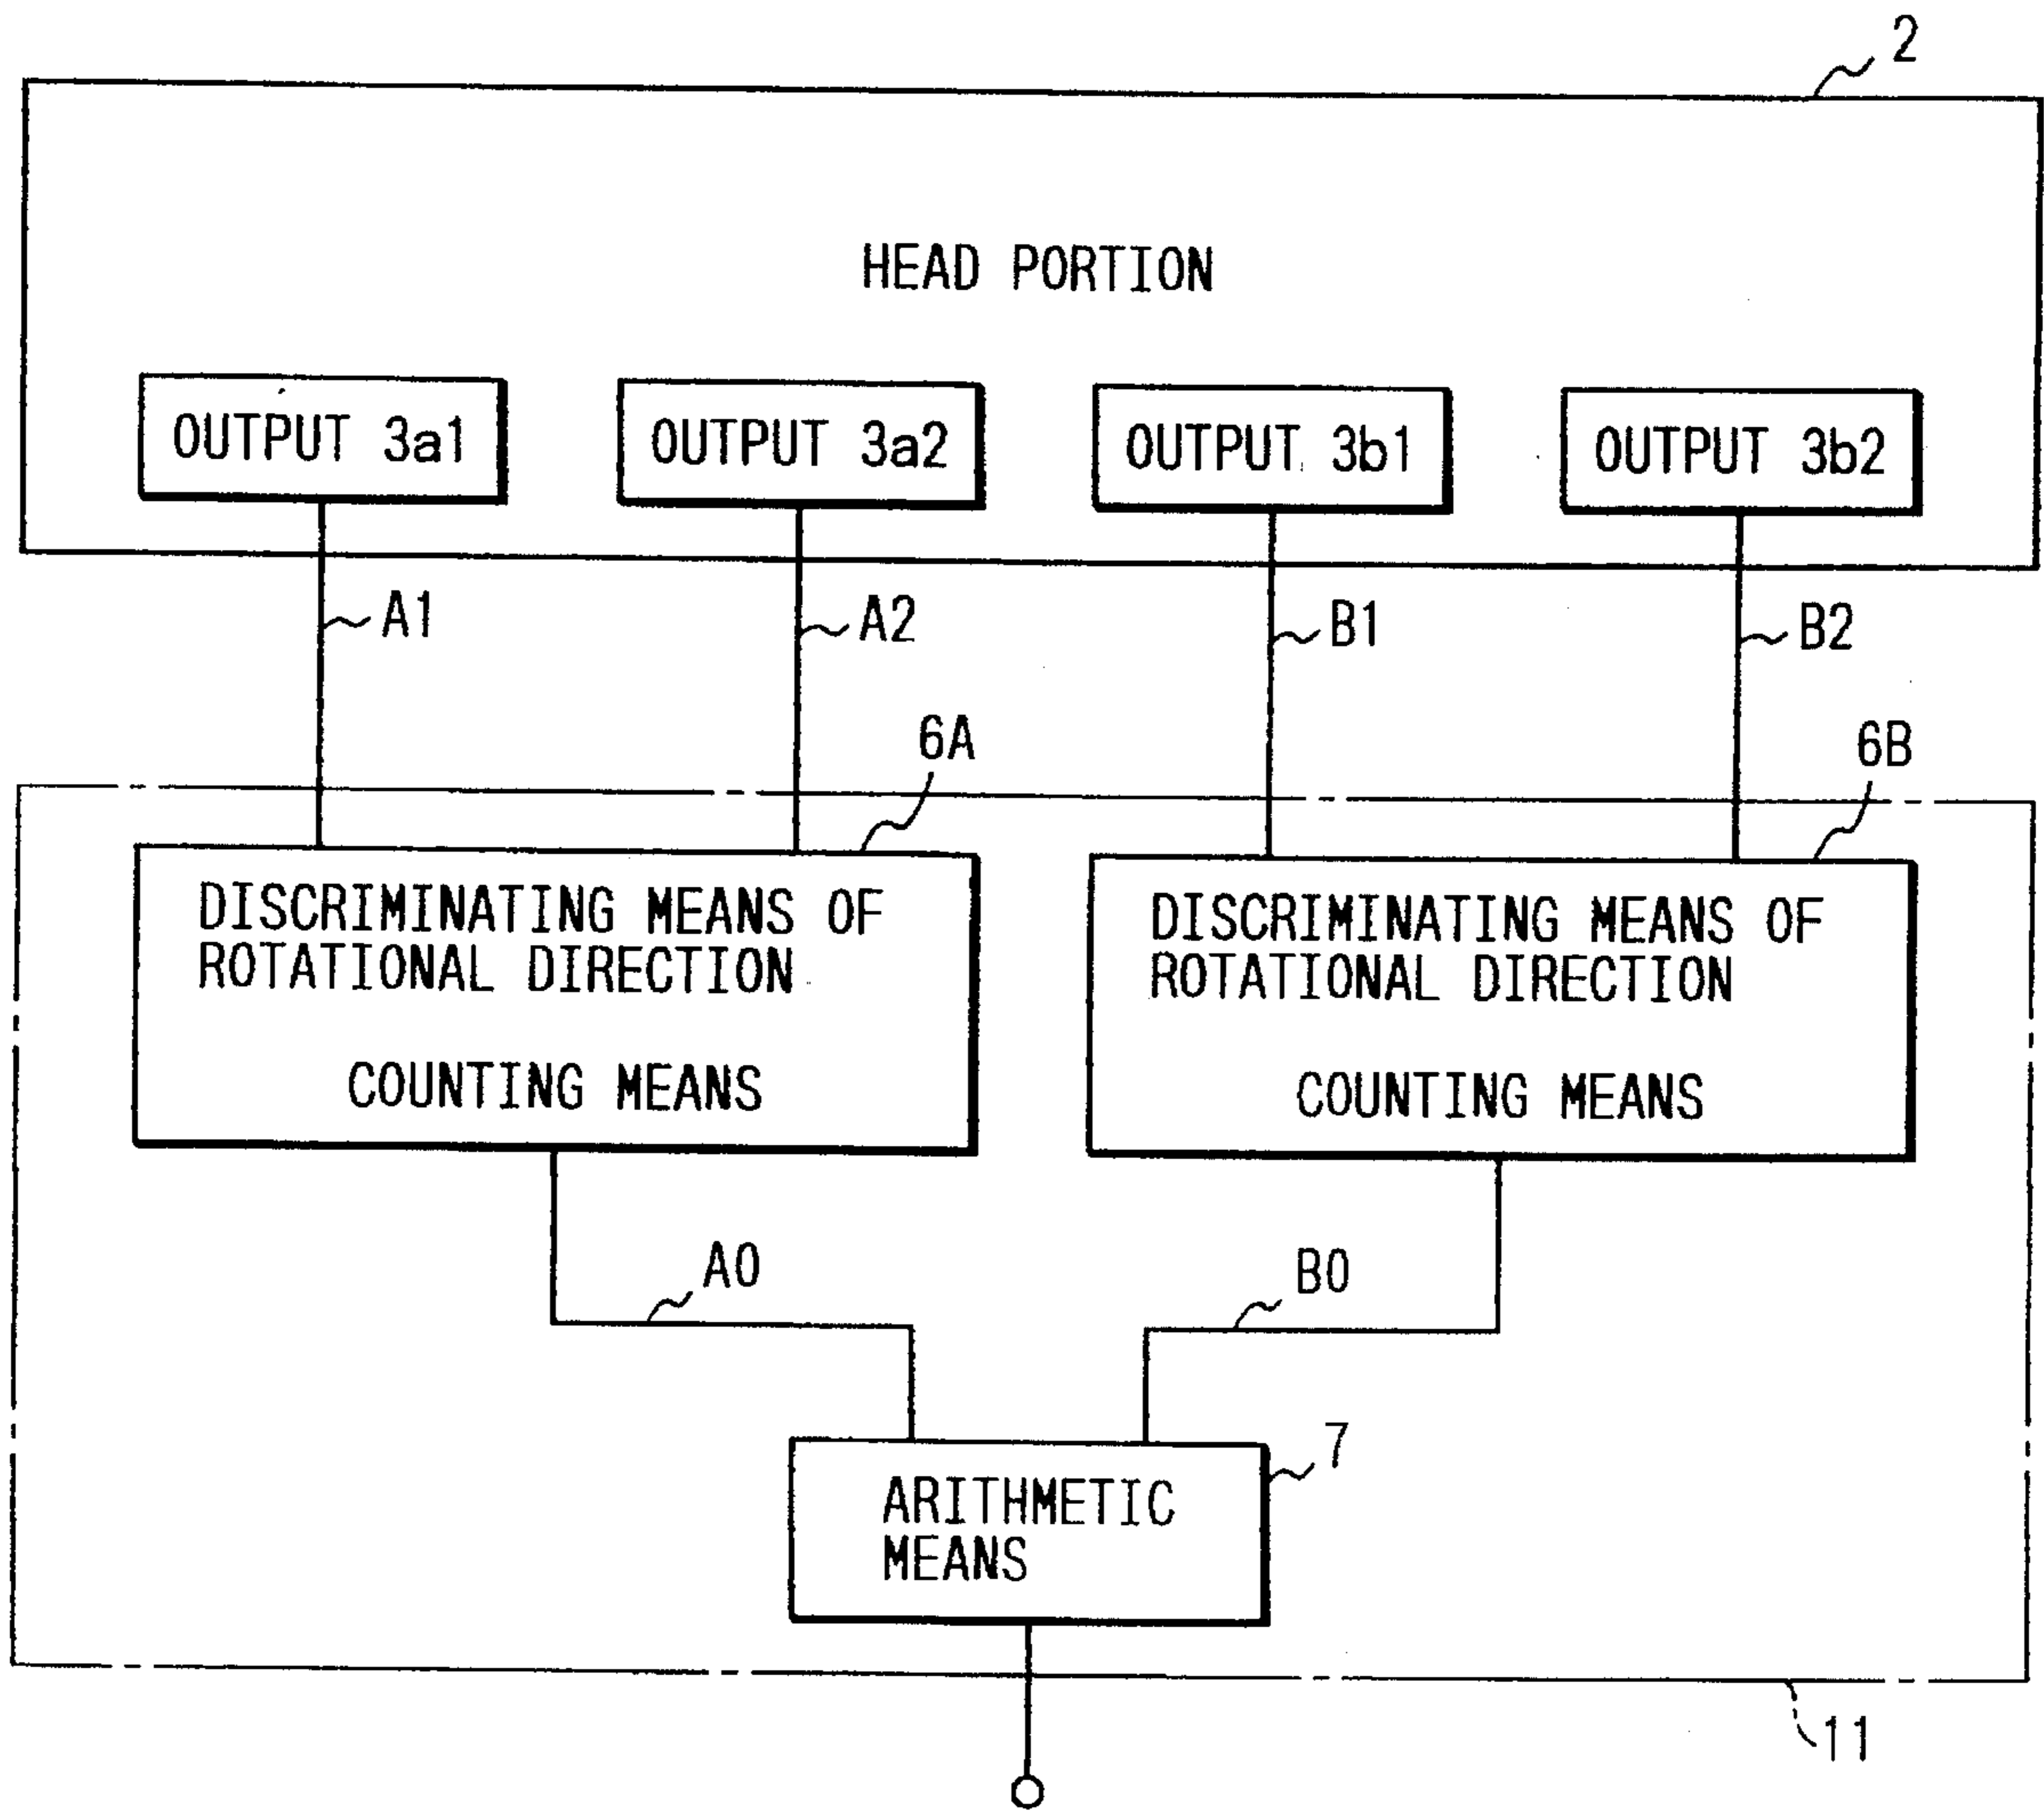 2
HEAD PORTION
OUTPUT 3a1
OUTPUT 3a2
OUTPUT 3b1
OUTPUT 3b2
A1
A2
B1
B2
6A
6B
DISCRIMINATING MEANS OF
ROTATIONAL DIRECTION
COUNTING MEANS
DISCRIMINATING MEANS OF
ROTATIONAL DIRECTION
COUNTING MEANS
A0
B0
7
ARITHMETIC
MEANS
11